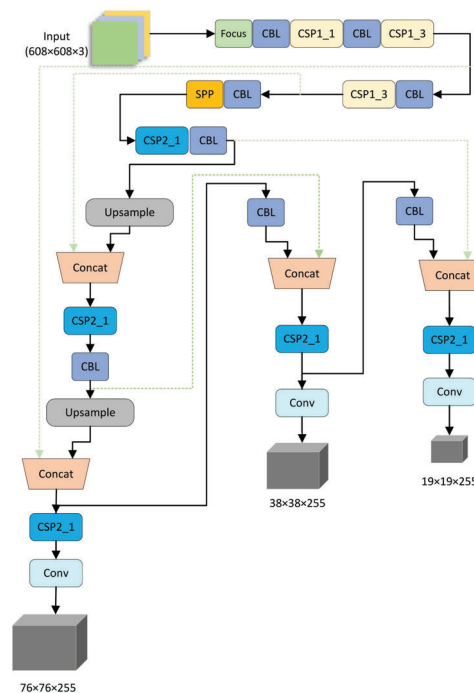 Input
(608×608×3)
Focus
CBL
CSP1_1
CBL
CSP1_3
SPP
CBL
CSP1_3
CBL
CSP2_1
CBL
Upsample
CBL
CBL
Concat
Concat
Concat
CSP2_1
CSP2_1
CSP2_1
CBL
Conv
Conv
Upsample
Concat
38×38×255
19×19×255
CSP2_1
Conv
76×76×255